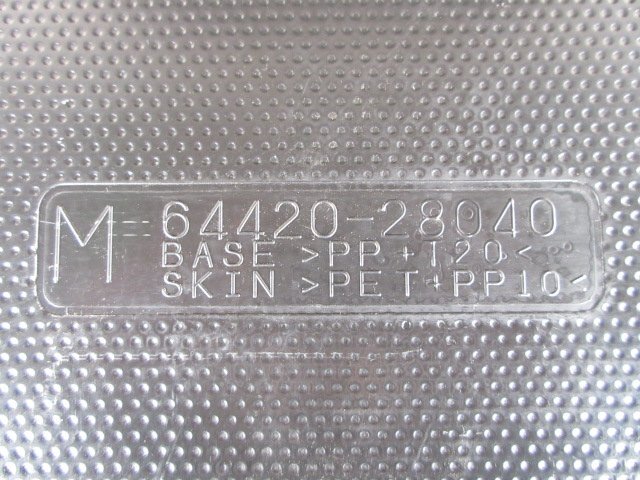 M= 64420-28040
BASE >PP+T20<
SKIN >PET+PP10<